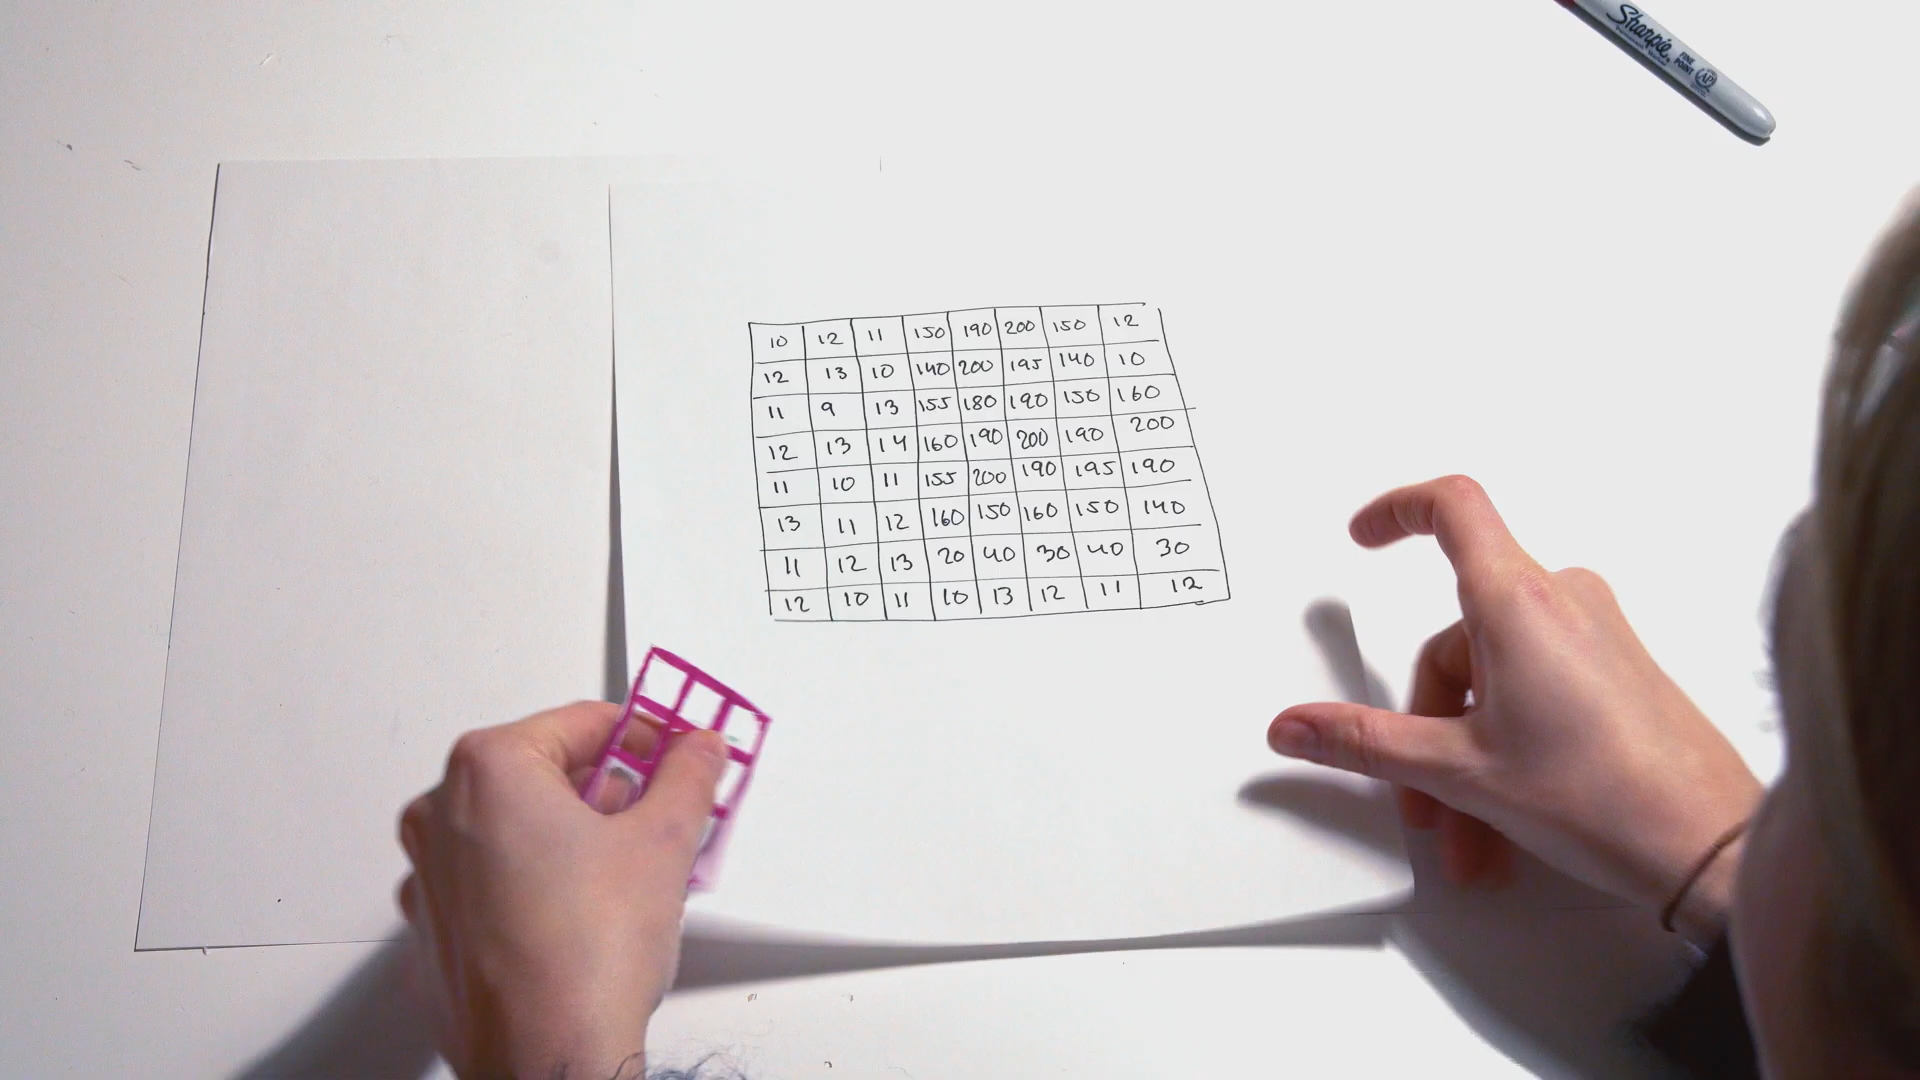 Sharpie.
FINE
POINT
AP
10 12 11 150 190 200 150 12
12 13 10 140 200 195 140 10
11 9 13 155 180 190 150 160
12 13 14 160 190 200 190 200
11 10 11 155 200 190 195 190
13 11 12 160 150 160 150 140
11 12 13 20 40 30 40 30
12 10 11 10 13 12 11 12